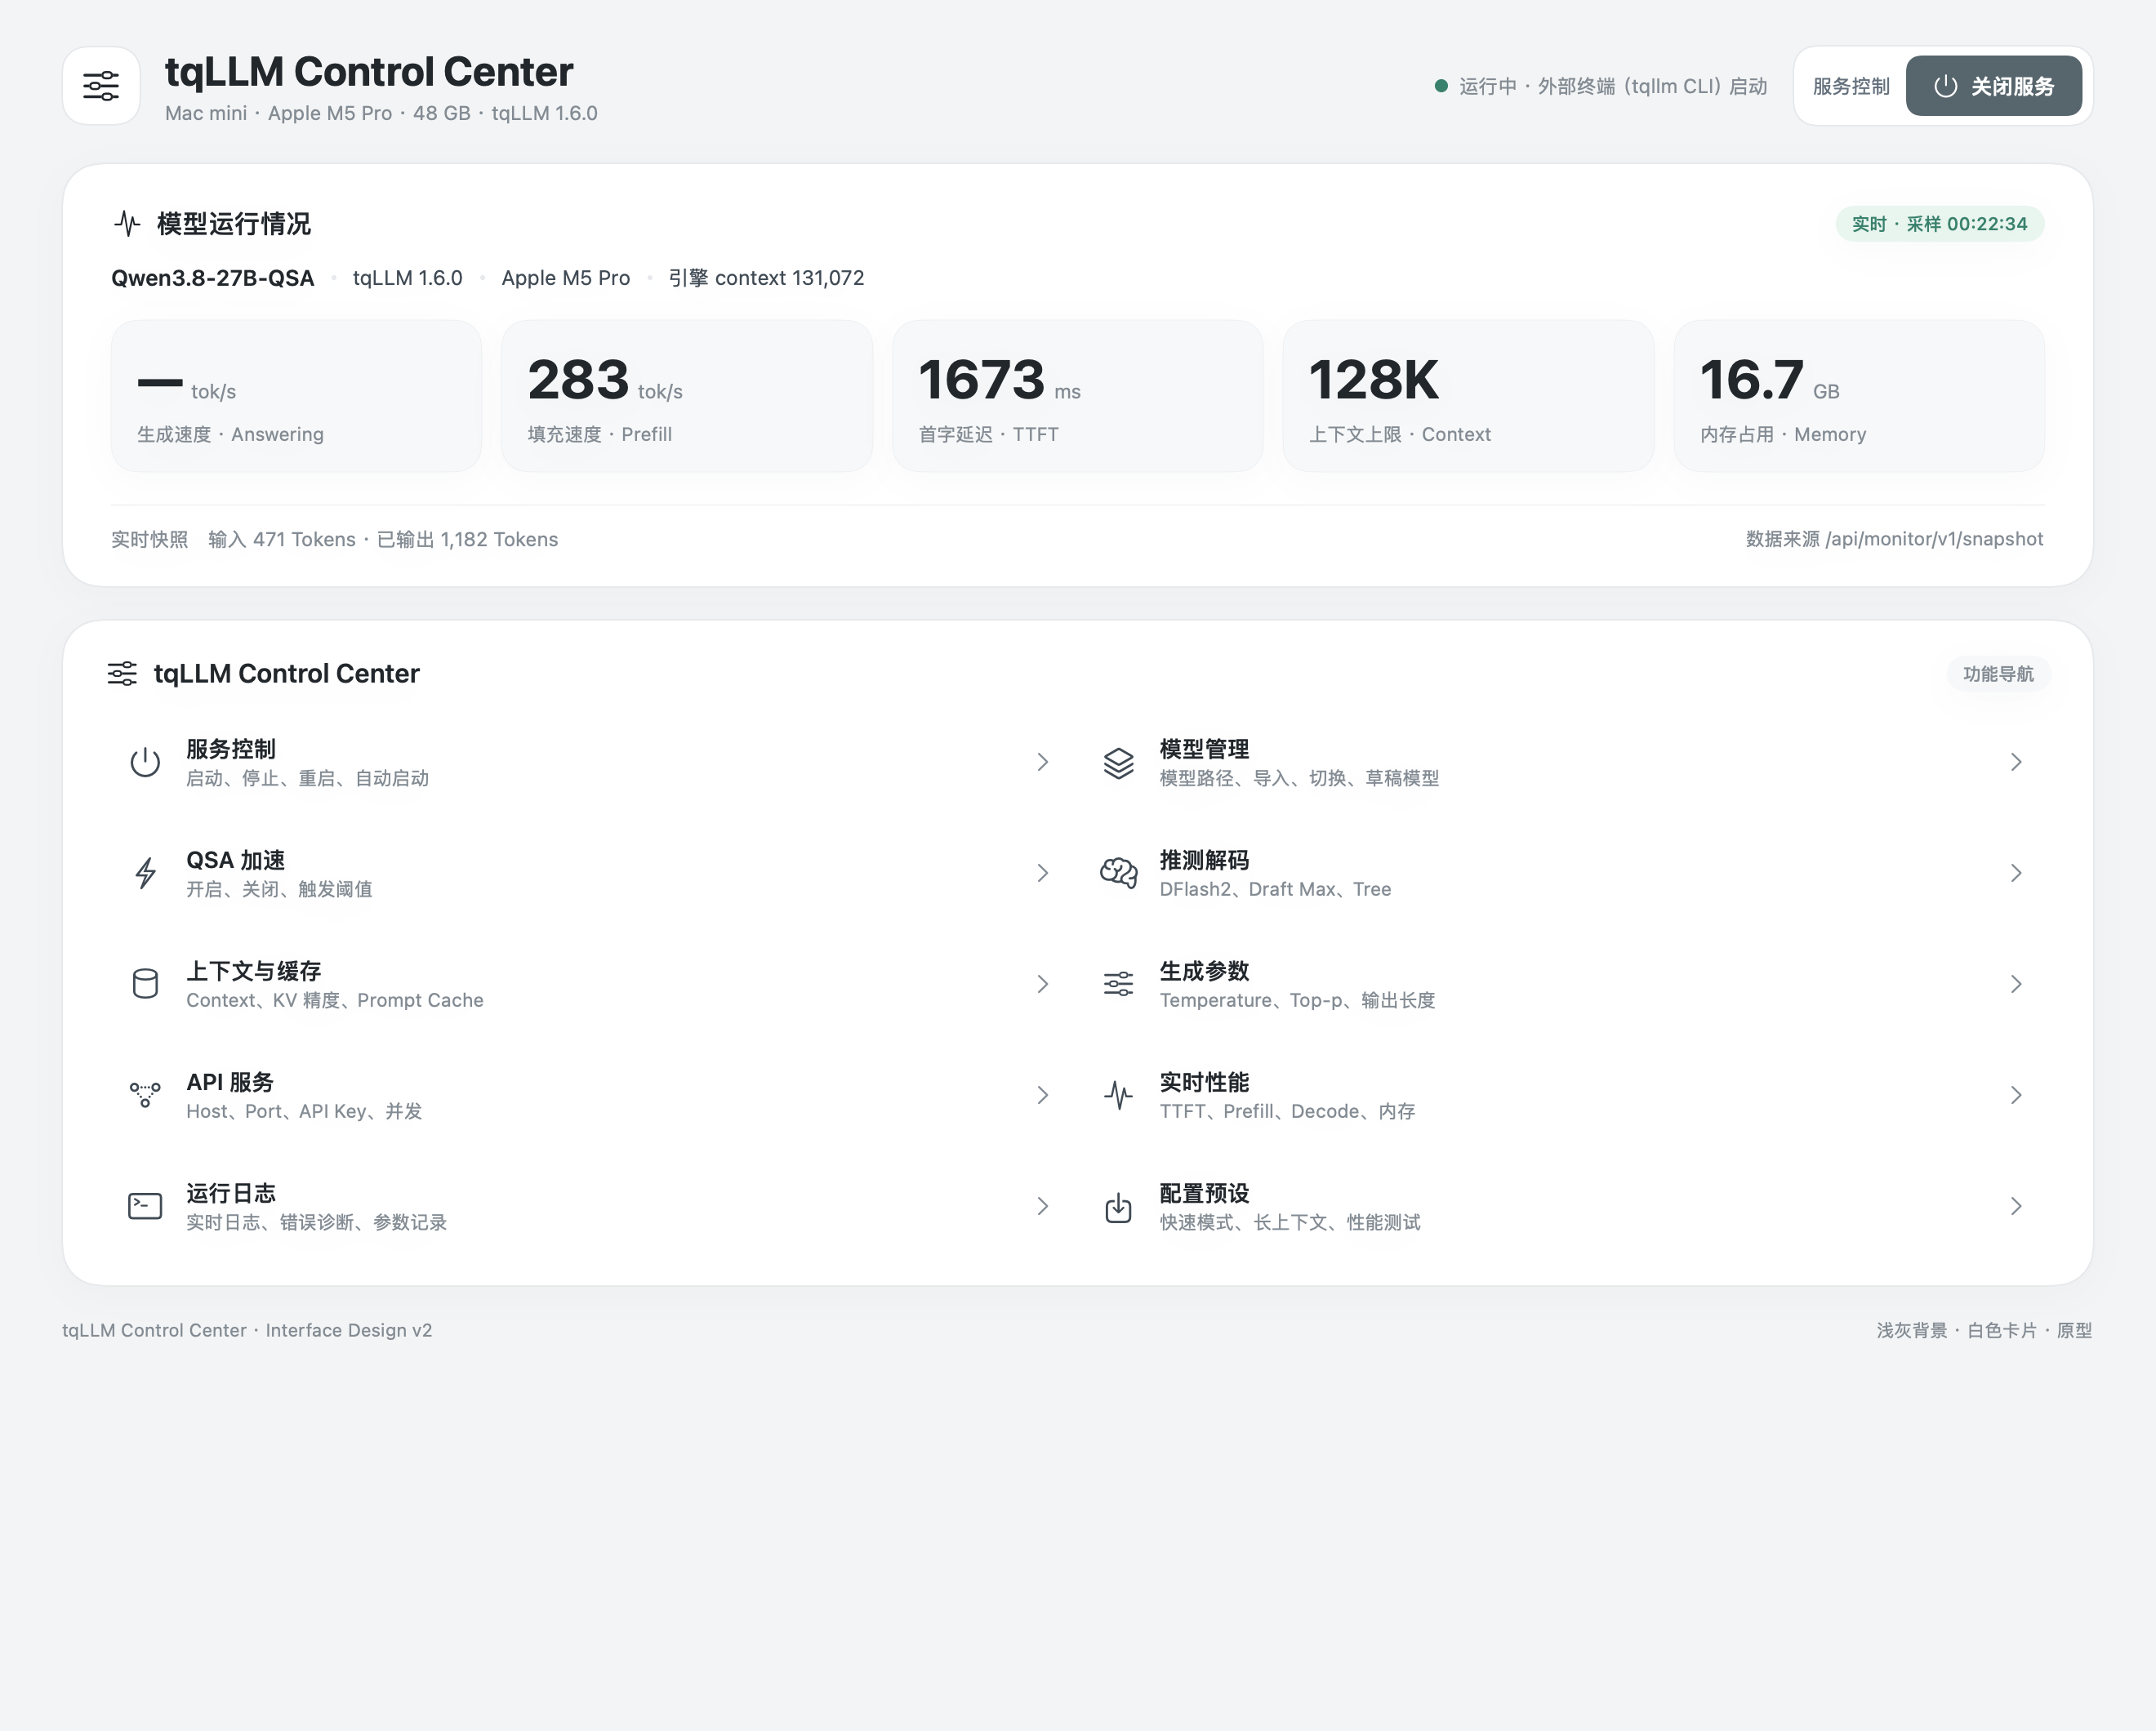 tqLLM Control Center
Mac mini · Apple M5 Pro · 48 GB · tqLLM 1.6.0
运行中 · 外部终端 (tqllm CLI) 启动
服务控制
关闭服务
模型运行情况
实时 · 采样 00:22:34
Qwen3.8-27B-QSA · tqLLM 1.6.0 · Apple M5 Pro · 引擎 context 131,072
— tok/s
生成速度 · Answering
283 tok/s
填充速度 · Prefill
1673 ms
首字延迟 · TTFT
128K
上下文上限 · Context
16.7 GB
内存占用 · Memory
实时快照 输入 471 Tokens · 已输出 1,182 Tokens
数据来源 /api/monitor/v1/snapshot
tqLLM Control Center
功能导航
服务控制
启动、停止、重启、自动启动
模型管理
模型路径、导入、切换、草稿模型
QSA 加速
开启、关闭、触发阈值
推测解码
DFlash2、Draft Max、Tree
上下文与缓存
Context、KV 精度、Prompt Cache
生成参数
Temperature、Top-p、输出长度
API 服务
Host、Port、API Key、并发
实时性能
TTFT、Prefill、Decode、内存
运行日志
实时日志、错误诊断、参数记录
配置预设
快速模式、长上下文、性能测试
tqLLM Control Center · Interface Design v2
浅灰背景 · 白色卡片 · 原型